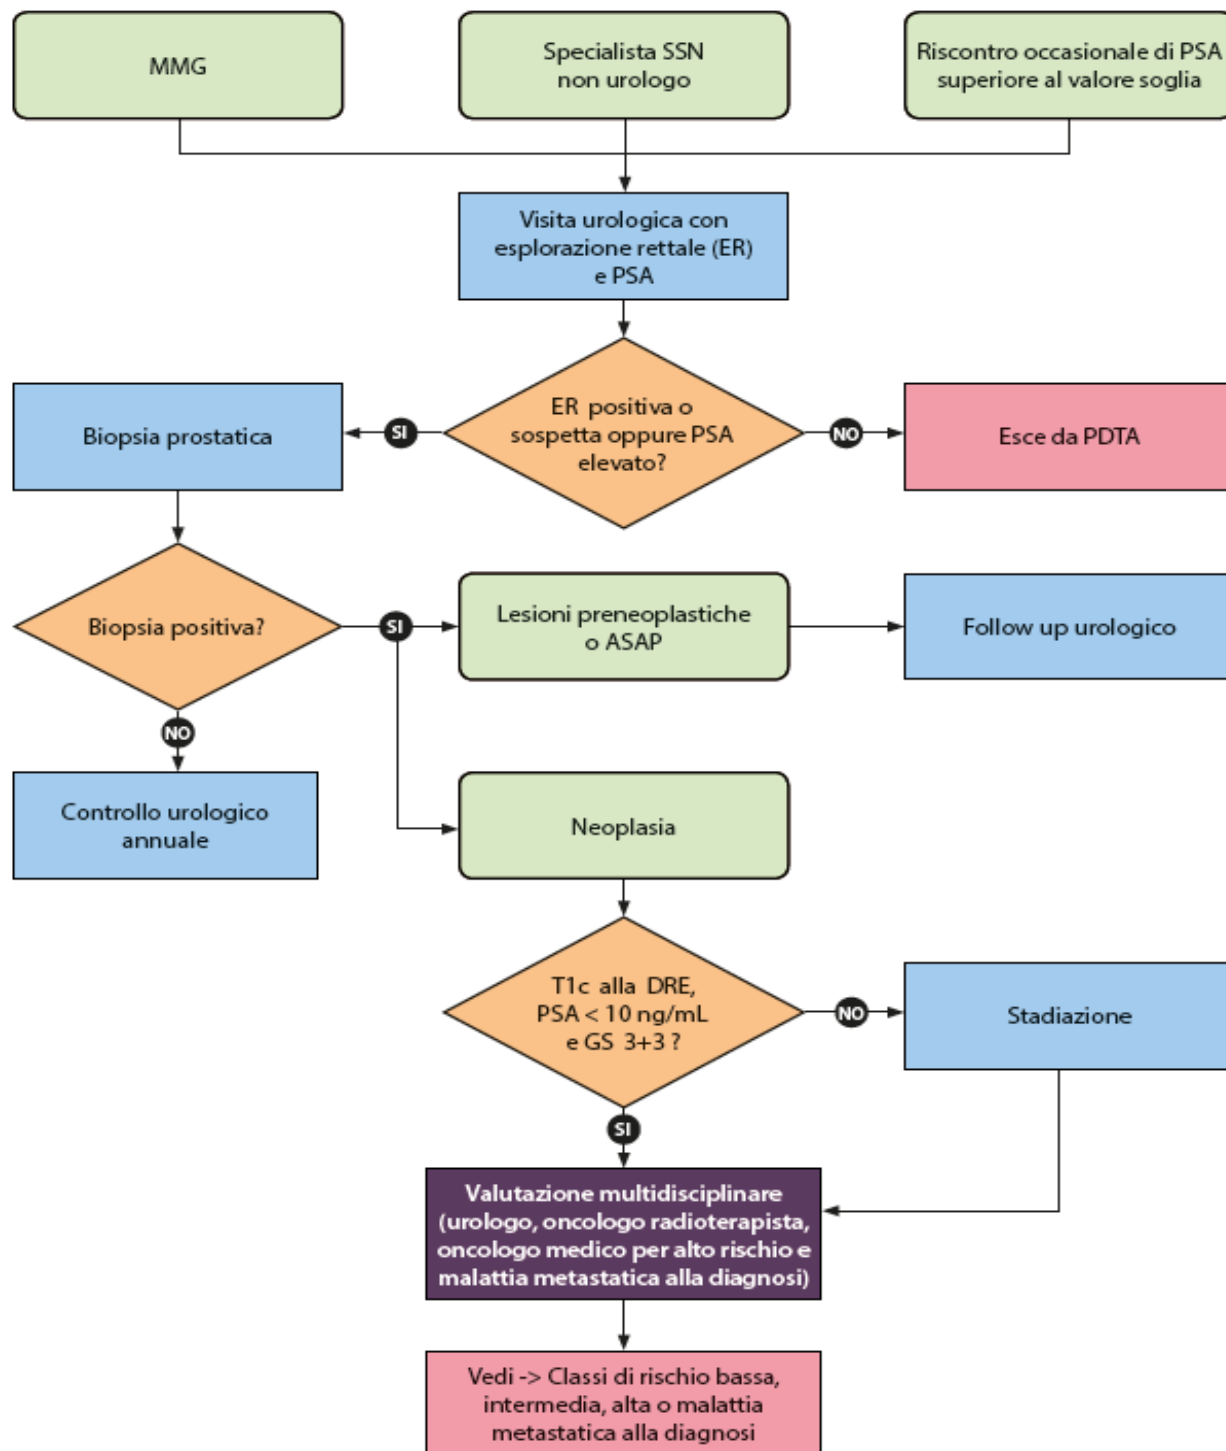 MMG
Specialista SSN
non urologo
Riscontro occasionale di PSA
superiore al valore soglia
Visita urologica con
esplorazione rettale (ER)
e PSA
ER positiva o
sospetta oppure PSA
elevato?
SI
NO
Biopsia prostatica
Esce da PDTA
Biopsia positiva?
SI
Lesioni preneoplastiche
o ASAP
Follow up urologico
NO
Controllo urologico
annuale
Neoplasia
T1c alla DRE,
PSA < 10 ng/mL
e GS 3+3 ?
NO
Stadiazione
SI
Valutazione multidisciplinare
(urologo, oncologo radioterapista,
oncologo medico per alto rischio e
malattia metastatica alla diagnosi)
Vedi -> Classi di rischio bassa,
intermedia, alta o malattia
metastatica alla diagnosi